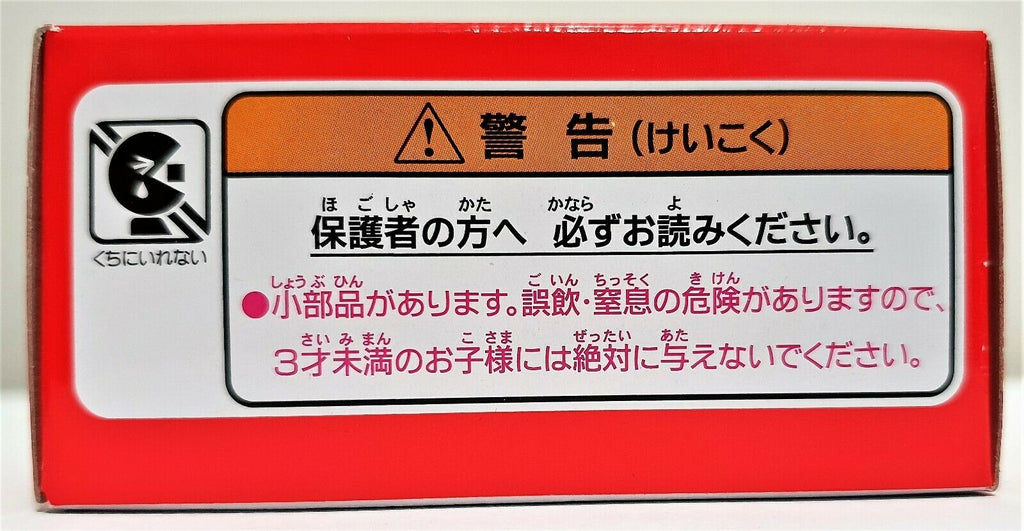 警告(けいこく)
くちにいれない
ほごしゃ かた かなら よ
保護者の方へ 必ずお読みください。
しょうぶひん ごいん ちっそく きけん
●小部品があります。誤飲・窒息の危険がありますので、
さいみまん こさま ぜったい あた
3才未満のお子様には絶対に与えないでください。